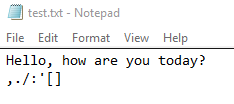 test.txt - Notepad
File Edit Format View Help
Hello, how are you today?
,./:'[]